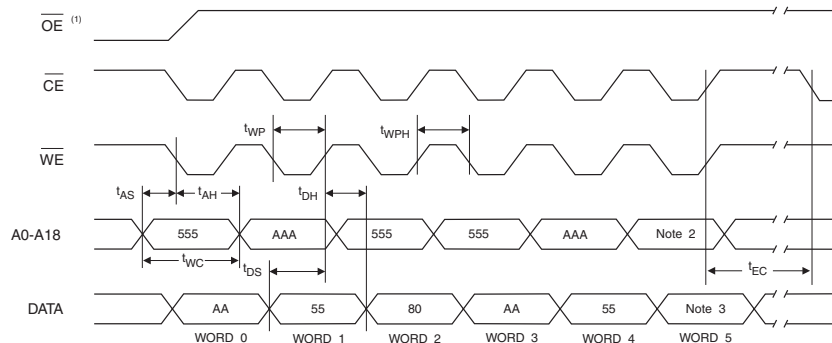 OE (1)
CE
tWP
tWPH
WE
tAS
tAH
tDH
A0-A18
555
AAA
555
555
AAA
Note 2
tWC
tDS
tEC
DATA
AA
55
80
AA
55
Note 3
WORD 0
WORD 1
WORD 2
WORD 3
WORD 4
WORD 5